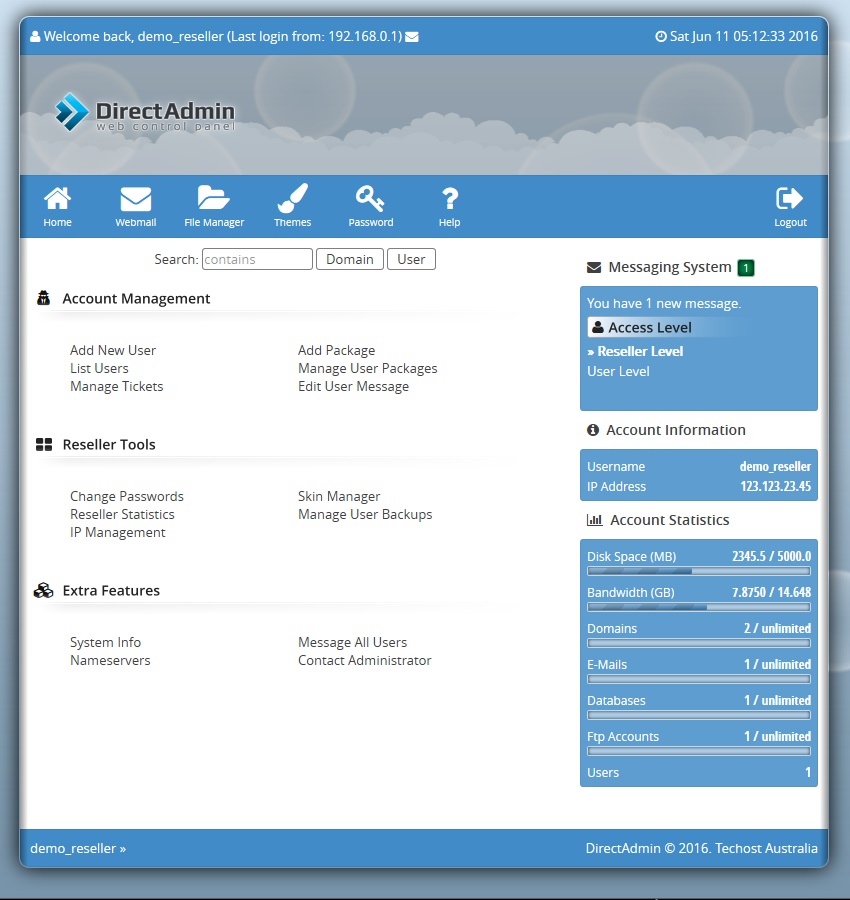 Welcome back, demo_reseller (Last login from: 192.168.0.1)
Sat Jun 11 05:12:33 2016
DirectAdmin
web control panel
Home
Webmail
File Manager
Themes
Password
Help
Logout
Search: contains Domain User
Account Management
Add New User
Add Package
List Users
Manage User Packages
Manage Tickets
Edit User Message
Reseller Tools
Change Passwords
Skin Manager
Reseller Statistics
Manage User Backups
IP Management
Extra Features
System Info
Message All Users
Nameservers
Contact Administrator
Messaging System 1
You have 1 new message.
Access Level
» Reseller Level
User Level
Account Information
Username demo_reseller
IP Address 123.123.23.45
Account Statistics
Disk Space (MB) 2345.5 / 5000.0
Bandwidth (GB) 7.8750 / 14.648
Domains 2 / unlimited
E-Mails 1 / unlimited
Databases 1 / unlimited
Ftp Accounts 1 / unlimited
Users 1
demo_reseller »
DirectAdmin © 2016. Techost Australia